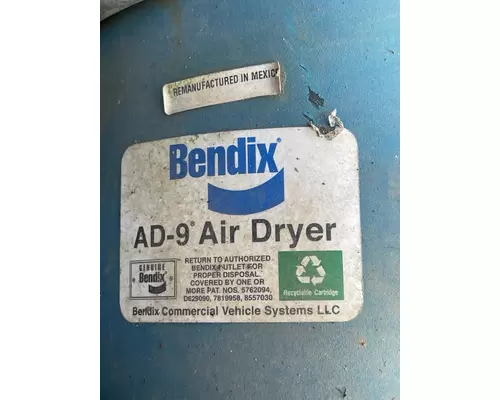 REMANUFACTURED IN MEXICO
Bendix®
AD-9® Air Dryer
GENUINE
Bendix
RETURN TO AUTHORIZED
BENDIX OUTLET FOR
PROPER DISPOSAL.
COVERED BY ONE OR
MORE PAT. NOS. 5762094,
D629090, 7819958, 8557030
Recyclable Cartridge
Bendix Commercial Vehicle Systems LLC